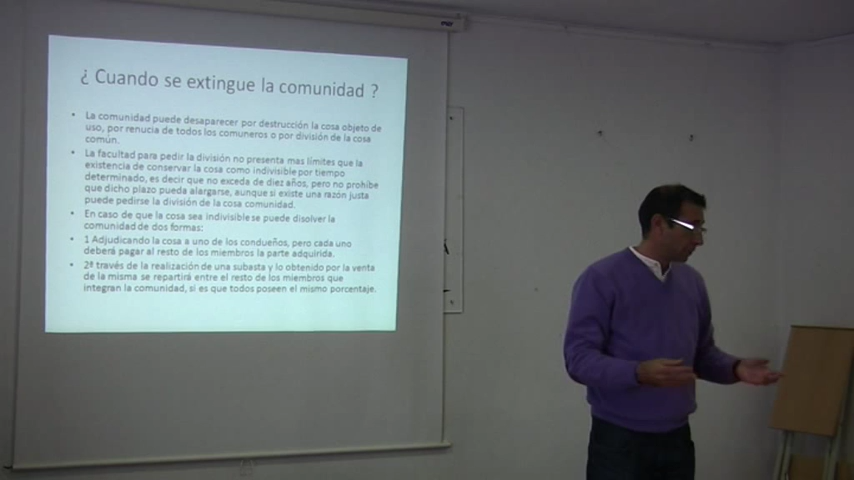 ¿ Cuando se extingue la comunidad ?
• La comunidad puede desaparecer por destrucción la cosa objeto de
uso, por renucia de todos los comuneros o por división de la cosa
común.
• La facultad para pedir la división no presenta mas límites que la
existencia de conservar la cosa como indivisible por tiempo
determinado, es decir que no exceda de diez años, pero no prohibe
que dicho plazo pueda alargarse, aunque si existe una razón justa
puede pedirse la división de la cosa comunidad.
• En caso de que la cosa sea indivisible se puede disolver la
comunidad de dos formas:
• 1 Adjudicando la cosa a uno de los condueños, pero cada uno
deberá pagar al resto de los miembros la parte adquirida.
• 2ª través de la realización de una subasta y lo obtenido por la venta
de la misma se repartirá entre el resto de los miembros que
integran la comunidad, si es que todos poseen el mismo porcentaje.